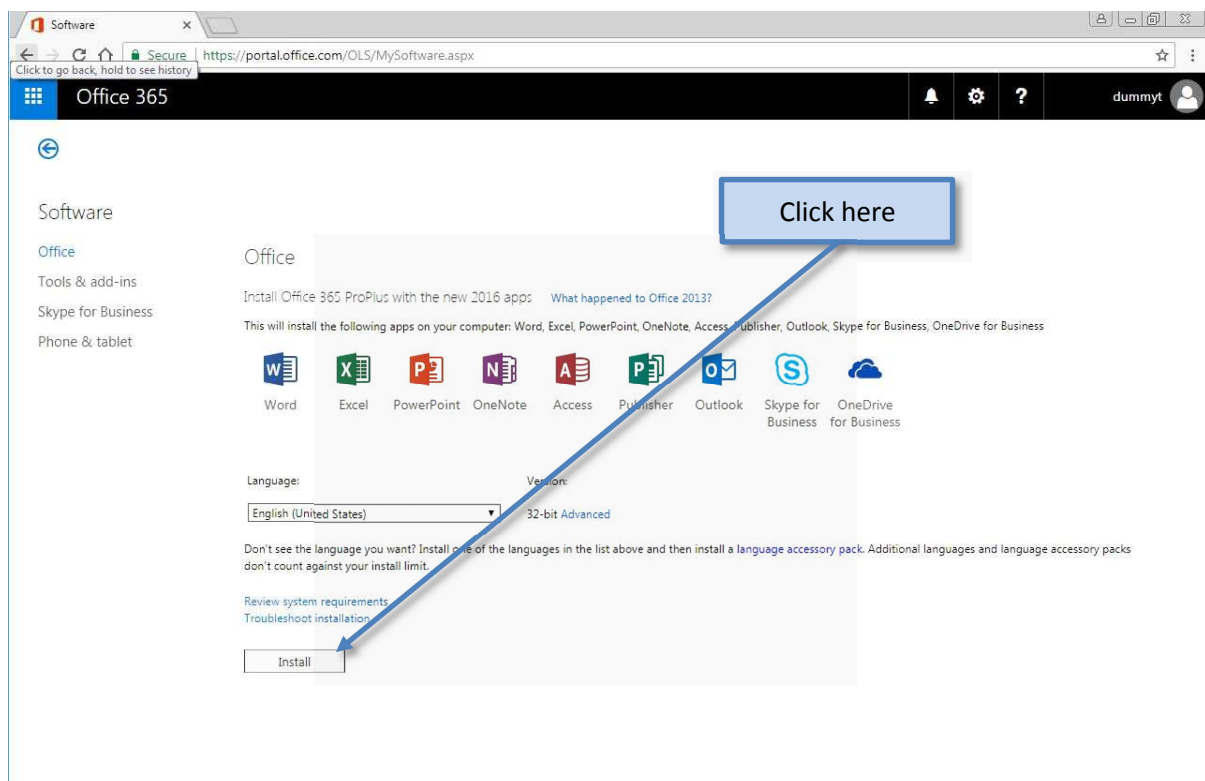 Software
Secure https://portal.office.com/OLS/MySoftware.aspx
Click to go back, hold to see history
Office 365
?
dummyt
Software
Office
Tools & add-ins
Skype for Business
Phone & tablet
Click here
Office
Install Office 365 ProPlus with the new 2016 apps What happened to Office 2013?
This will install the following apps on your computer: Word, Excel, PowerPoint, OneNote, Access, Publisher, Outlook, Skype for Business, OneDrive for Business
Word Excel PowerPoint OneNote Access Publisher Outlook Skype for Business OneDrive for Business
Language: Version:
English (United States) 32-bit Advanced
Don't see the language you want? Install one of the languages in the list above and then install a language accessory pack. Additional languages and language accessory packs
don't count against your install limit.
Review system requirements
Troubleshoot installation
Install